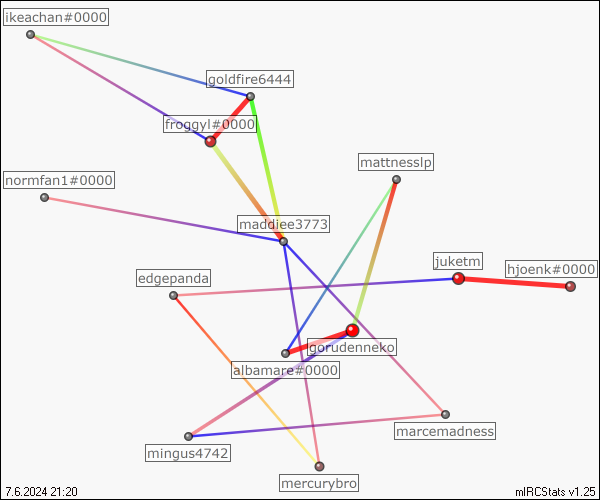 ikeachan#0000
goldfire6444
froggyl#0000
mattnesslp
normfan1#0000
maddiee3773
juketm
hjoenk#0000
edgepanda
gorudenneko
albamare#0000
marcemadness
mingus4742
mercurybro
7.6.2024 21:20
mIRCStats v1.25